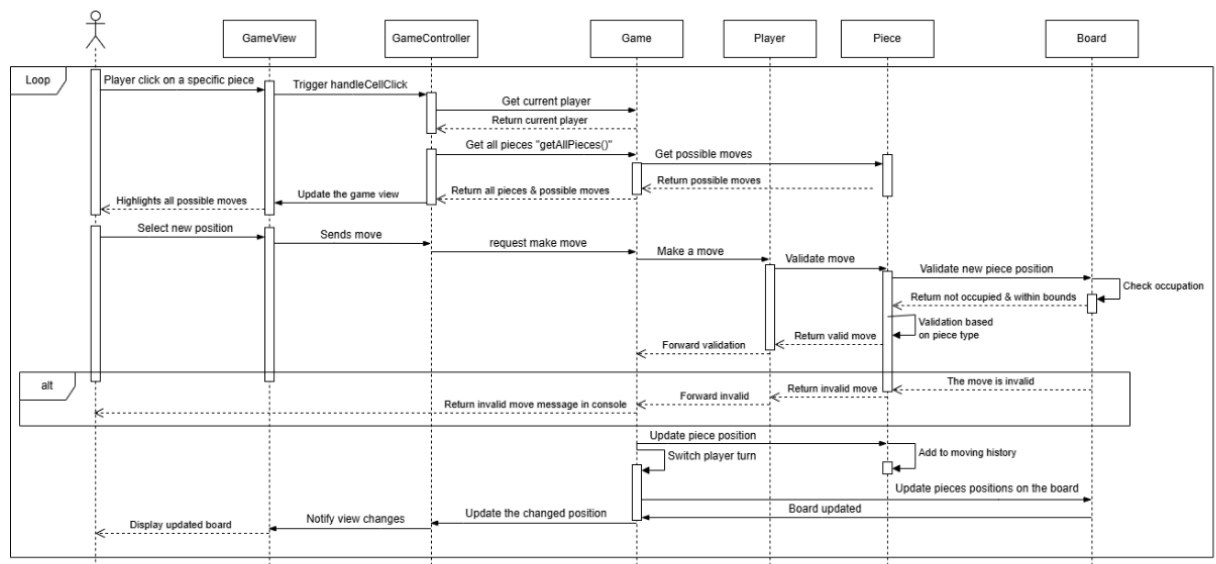 GameView
GameController
Game
Player
Piece
Board
Loop
Player click on a specific piece
Trigger handleCellClick
Get current player
Return current player
Get all pieces "getAllPieces()"
Get possible moves
Return possible moves
Return all pieces & possible moves
Update the game view
Highlights all possible moves
Select new position
Sends move
request make move
Make a move
Validate move
Validate new piece position
Check occupation
Return not occupied & within bounds
Validation based
on piece type
Return valid move
Forward validation
alt
The move is invalid
Return invalid move
Forward invalid
Return invalid move message in console
Update piece position
Switch player turn
Add to moving history
Update pieces positions on the board
Board updated
Update the changed position
Notify view changes
Display updated board